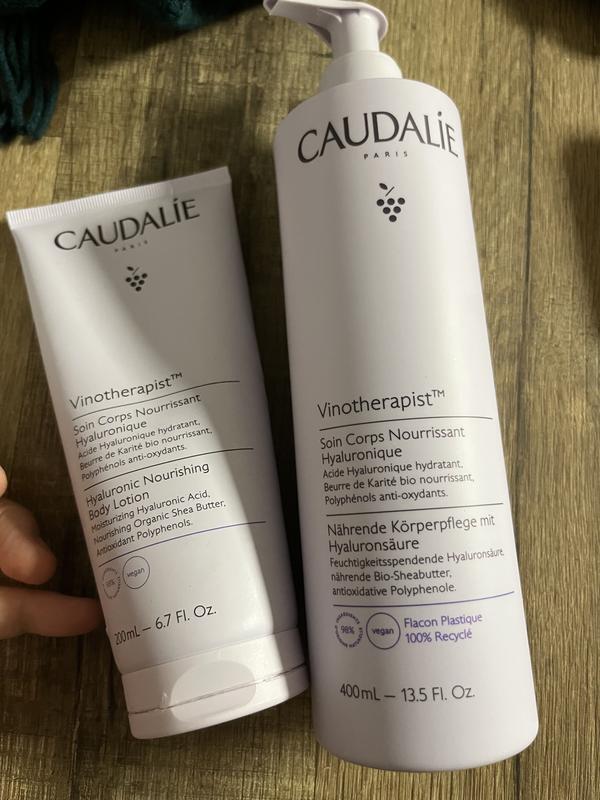 CAUDALÍE
PARIS
Vinotherapist™
Soin Corps Nourrissant
Hyaluronique
Acide Hyaluronique hydratant,
Beurre de Karité bio nourrissant,
Polyphénols anti-oxydants.
Hyaluronic Nourishing
Body Lotion
Moisturizing Hyaluronic Acid,
Nourishing Organic Shea Butter,
Antioxidant Polyphenols.
vegan
200mL — 6.7 Fl. Oz.
CAUDALÍE
PARIS
Vinotherapist™
Soin Corps Nourrissant
Hyaluronique
Acide Hyaluronique hydratant,
Beurre de Karité bio nourrissant,
Polyphénols anti-oxydants.
Nährende Körperpflege mit
Hyaluronsäure
Feuchtigkeitsspendende Hyaluronsäure,
nährende Bio-Sheabutter,
antioxidative Polyphenole.
98%
vegan
Flacon Plastique
100% Recyclé
400mL — 13.5 Fl. Oz.